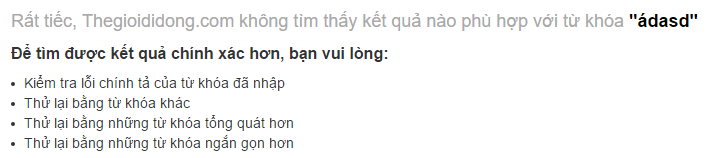 Rất tiếc, Thegioididong.com không tìm thấy kết quả nào phù hợp với từ khóa "ádasd"
Để tìm được kết quả chính xác hơn, bạn vui lòng:
• Kiểm tra lỗi chính tả của từ khóa đã nhập
• Thử lại bằng từ khóa khác
• Thử lại bằng những từ khóa tổng quát hơn
• Thử lại bằng những từ khóa ngắn gọn hơn